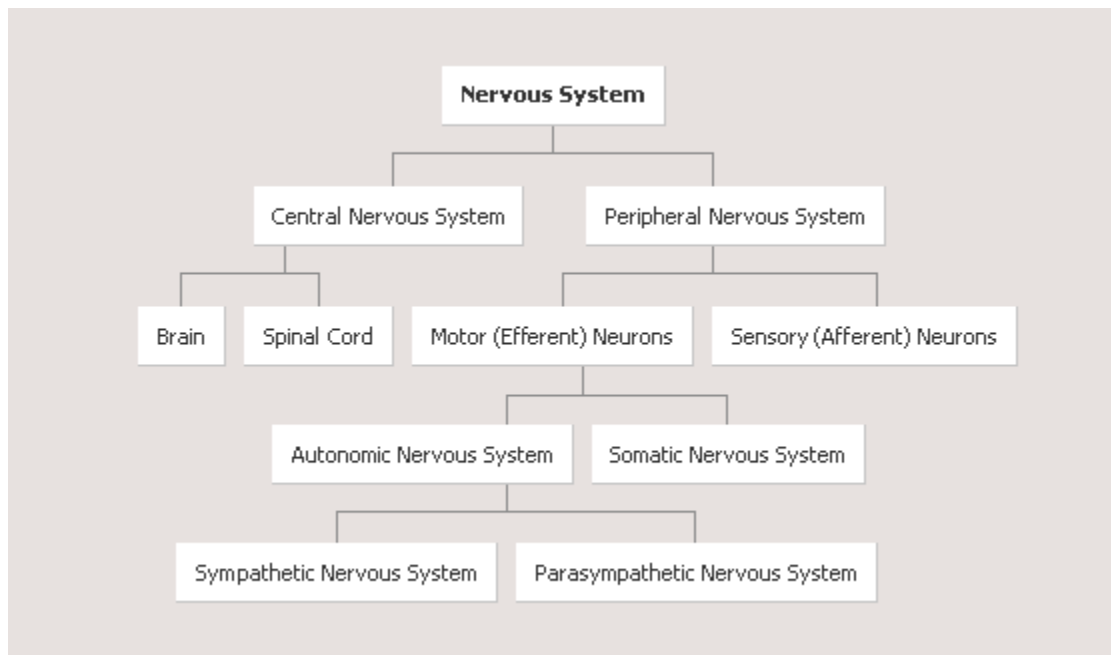 Nervous System
Central Nervous System
Peripheral Nervous System
Brain
Spinal Cord
Motor (Efferent) Neurons
Sensory (Afferent) Neurons
Autonomic Nervous System
Somatic Nervous System
Sympathetic Nervous System
Parasympathetic Nervous System